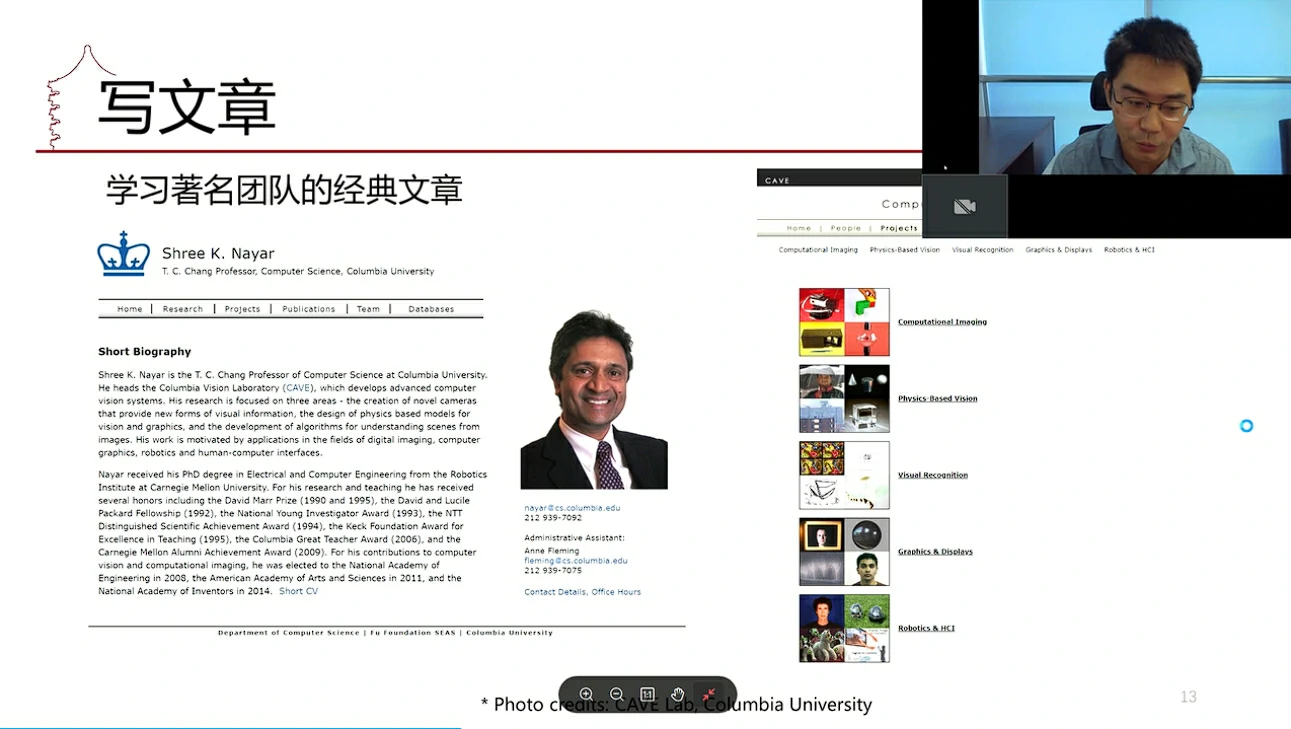 写文章
学习著名团队的经典文章
Shree K. Nayar
T. C. Chang Professor, Computer Science, Columbia University
Home | Research | Projects | Publications | Team | Databases
Short Biography
Shree K. Nayar is the T. C. Chang Professor of Computer Science at Columbia University.
He heads the Columbia Vision Laboratory (CAVE), which develops advanced computer
vision systems. His research is focused on three areas - the creation of novel cameras
that provide new forms of visual information, the design of physics based models for
vision and graphics, and the development of algorithms for understanding scenes from
images. His work is motivated by applications in the fields of digital imaging, computer
graphics, robotics and human-computer interfaces.
Nayar received his PhD degree in Electrical and Computer Engineering from the Robotics
Institute at Carnegie Mellon University. For his research and teaching he has received
several honors including the David Marr Prize (1990 and 1995), the David and Lucile
Packard Fellowship (1992), the National Young Investigator Award (1993), the NTT
Distinguished Scientific Achievement Award (1994), the Keck Foundation Award for
Excellence in Teaching (1995), the Columbia Great Teacher Award (2006), and the
Carnegie Mellon Alumni Achievement Award (2009). For his contributions to computer
vision and computational imaging, he was elected to the National Academy of
Engineering in 2008, the American Academy of Arts and Sciences in 2011, and the
National Academy of Inventors in 2014. Short CV
nayar@cs.columbia.edu
212 939-7092
Administrative Assistant:
Anne Fleming
fleming@cs.columbia.edu
212 939-7075
Contact Details, Office Hours
Department of Computer Science | Fu Foundation SEAS | Columbia University
CAVE
Compu
Home | People | Projects
Computational Imaging Physics-Based Vision Visual Recognition Graphics & Displays Robotics & HCI
Computational Imaging
Physics-Based Vision
Visual Recognition
Graphics & Displays
Robotics & HCI
1:1
* Photo credits: CAVE Lab, Columbia University
13